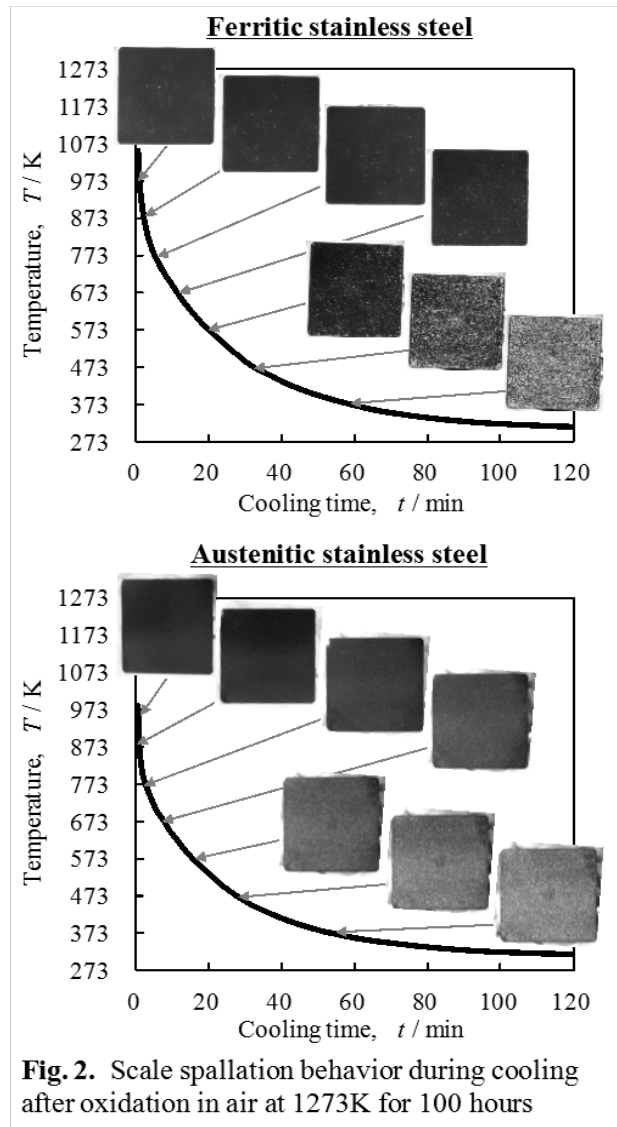 Ferritic stainless steel
1273
1173
1073
973
873
773
673
573
473
373
273
Temperature, T / K
0 20 40 60 80 100 120
Cooling time, t / min
Austenitic stainless steel
1273
1173
1073
973
873
773
673
573
473
373
273
Temperature, T / K
0 20 40 60 80 100 120
Cooling time, t / min
Fig. 2. Scale spallation behavior during cooling
after oxidation in air at 1273K for 100 hours